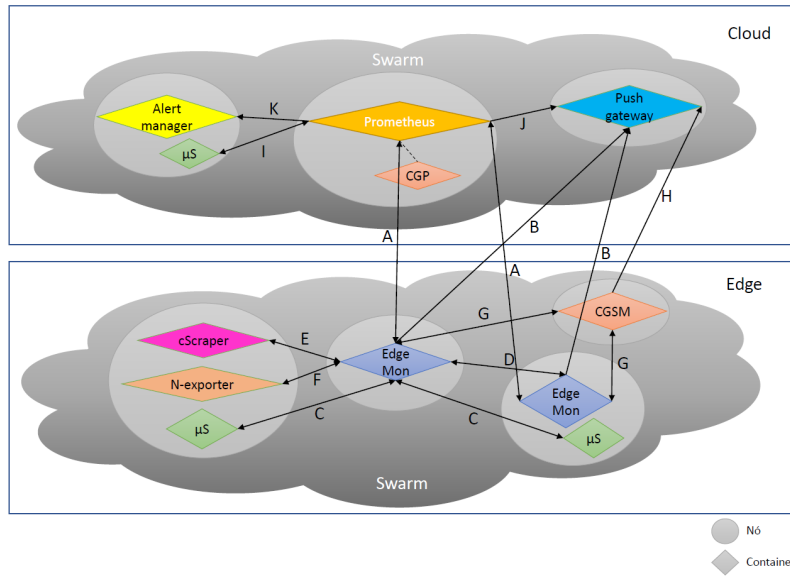 Cloud
Swarm
Alert
manager
K
Prometheus
J
Push
gateway
µS
I
CGP
H
A
B
B
A
Edge
G
CGSM
cScraper
E
Edge
Mon
D
G
N-exporter
F
Edge
Mon
C
C
µS
µS
Swarm
Nó
Containe